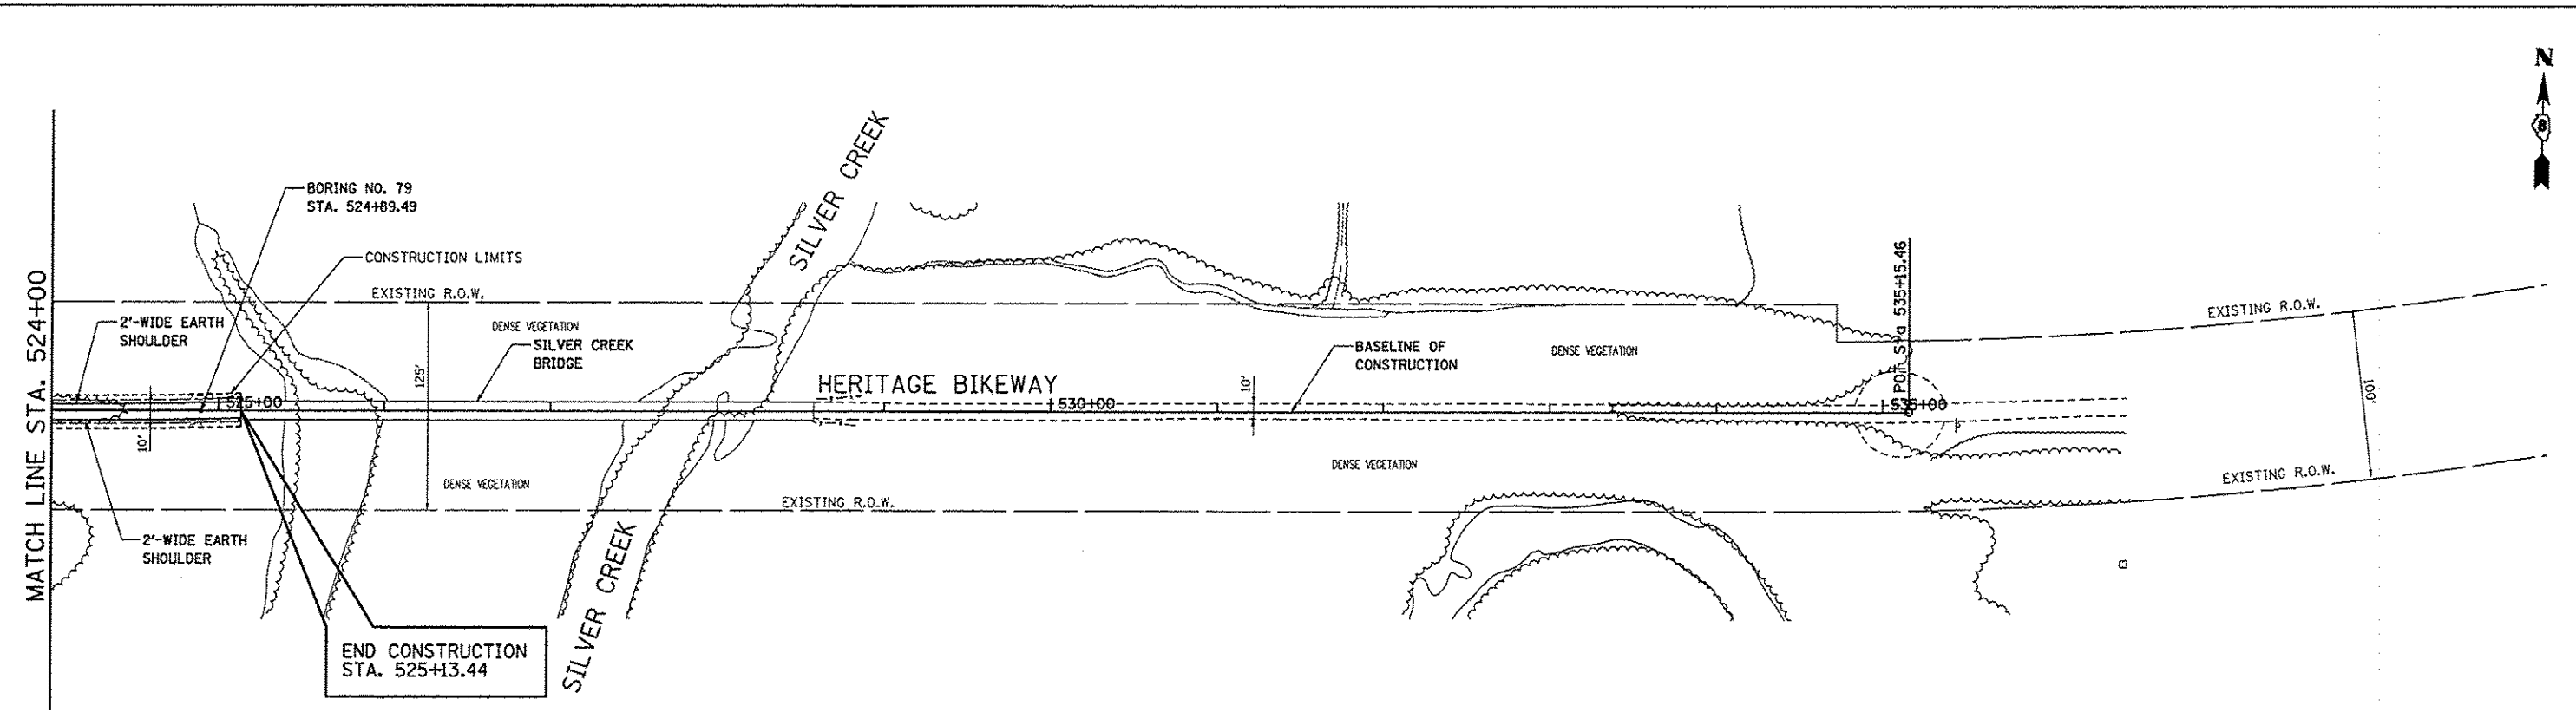 N
8
SILVER CREEK
BORING NO. 79
STA. 524+89.49
CONSTRUCTION LIMITS
EXISTING R.O.W.
EXISTING R.O.W.
MATCH LINE STA. 524+00
2'-WIDE EARTH
SHOULDER
DENSE VEGETATION
SILVER CREEK
BRIDGE
125'
BASELINE OF
CONSTRUCTION
DENSE VEGETATION
POT Sta 535+15.46
HERITAGE BIKEWAY
10'
100'
525+00
530+00
535+00
10'
DENSE VEGETATION
DENSE VEGETATION
EXISTING R.O.W.
EXISTING R.O.W.
2'-WIDE EARTH
SHOULDER
SILVER CREEK
END CONSTRUCTION
STA. 525+13.44